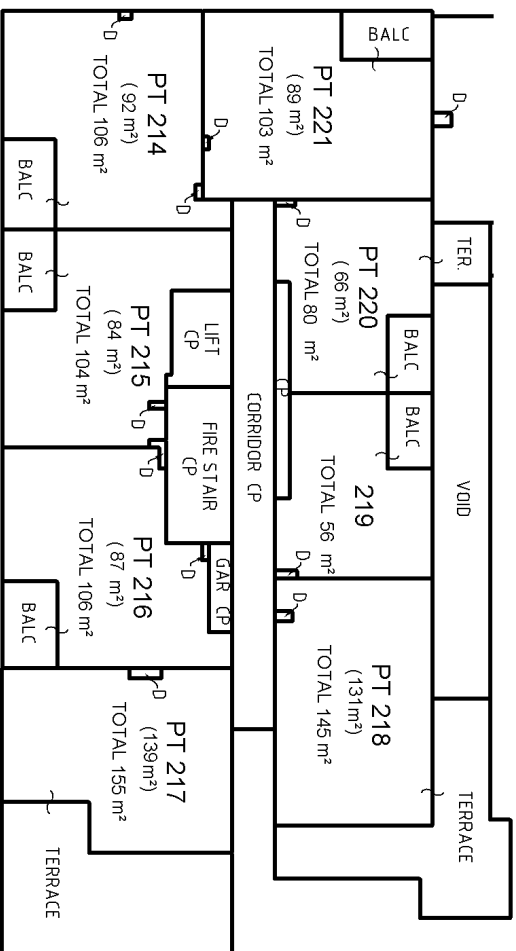 D
PT 214
( 92 m²)
TOTAL 106 m²
BALC
D
D
PT 221
( 89 m²)
TOTAL 103 m²
BALC
D
BALC
PT 215
(84 m²)
TOTAL 104 m²
D
LIFT
CP
FIRE STAIR
CP
D
D
GAR CP
CORRIDOR CP
CP
D
PT 220
( 66 m²)
TOTAL 80 m²
BALC
TER.
BALC
219
TOTAL 56 m²
D
VOID
PT 216
( 87 m²)
TOTAL 106 m²
BALC
D
PT 218
(131m²)
TOTAL 145 m²
TERRACE
D
PT 217
(139m²)
TOTAL 155 m²
TERRACE